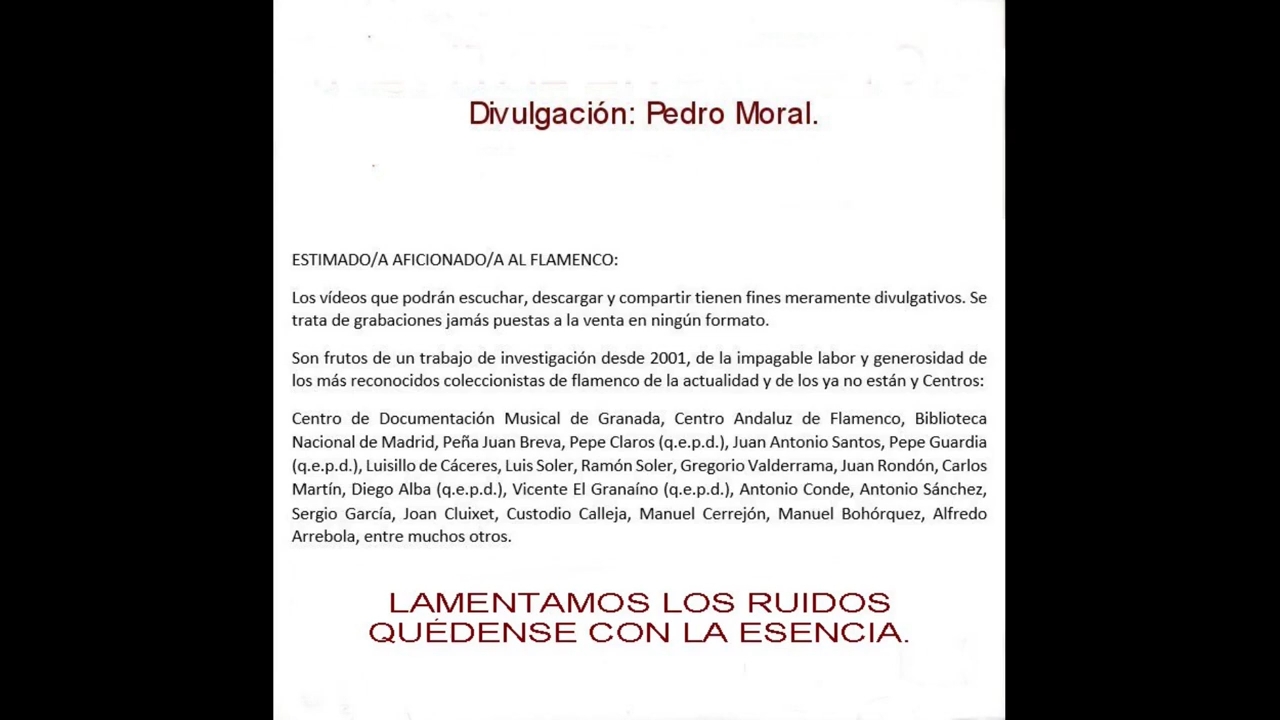 Divulgación: Pedro Moral.
ESTIMADO/A AFICIONADO/A AL FLAMENCO:
Los vídeos que podrán escuchar, descargar y compartir tienen fines meramente divulgativos. Se
trata de grabaciones jamás puestas a la venta en ningún formato.
Son frutos de un trabajo de investigación desde 2001, de la impagable labor y generosidad de
los más reconocidos coleccionistas de flamenco de la actualidad y de los ya no están y Centros:
Centro de Documentación Musical de Granada, Centro Andaluz de Flamenco, Biblioteca
Nacional de Madrid, Peña Juan Breva, Pepe Claros (q.e.p.d.), Juan Antonio Santos, Pepe Guardia
(q.e.p.d.), Luisillo de Cáceres, Luis Soler, Ramón Soler, Gregorio Valderrama, Juan Rondón, Carlos
Martín, Diego Alba (q.e.p.d.), Vicente El Granaíno (q.e.p.d.), Antonio Conde, Antonio Sánchez,
Sergio García, Joan Cluixet, Custodio Calleja, Manuel Cerrejón, Manuel Bohórquez, Alfredo
Arrebola, entre muchos otros.
LAMENTAMOS LOS RUIDOS
QUÉDENSE CON LA ESENCIA.